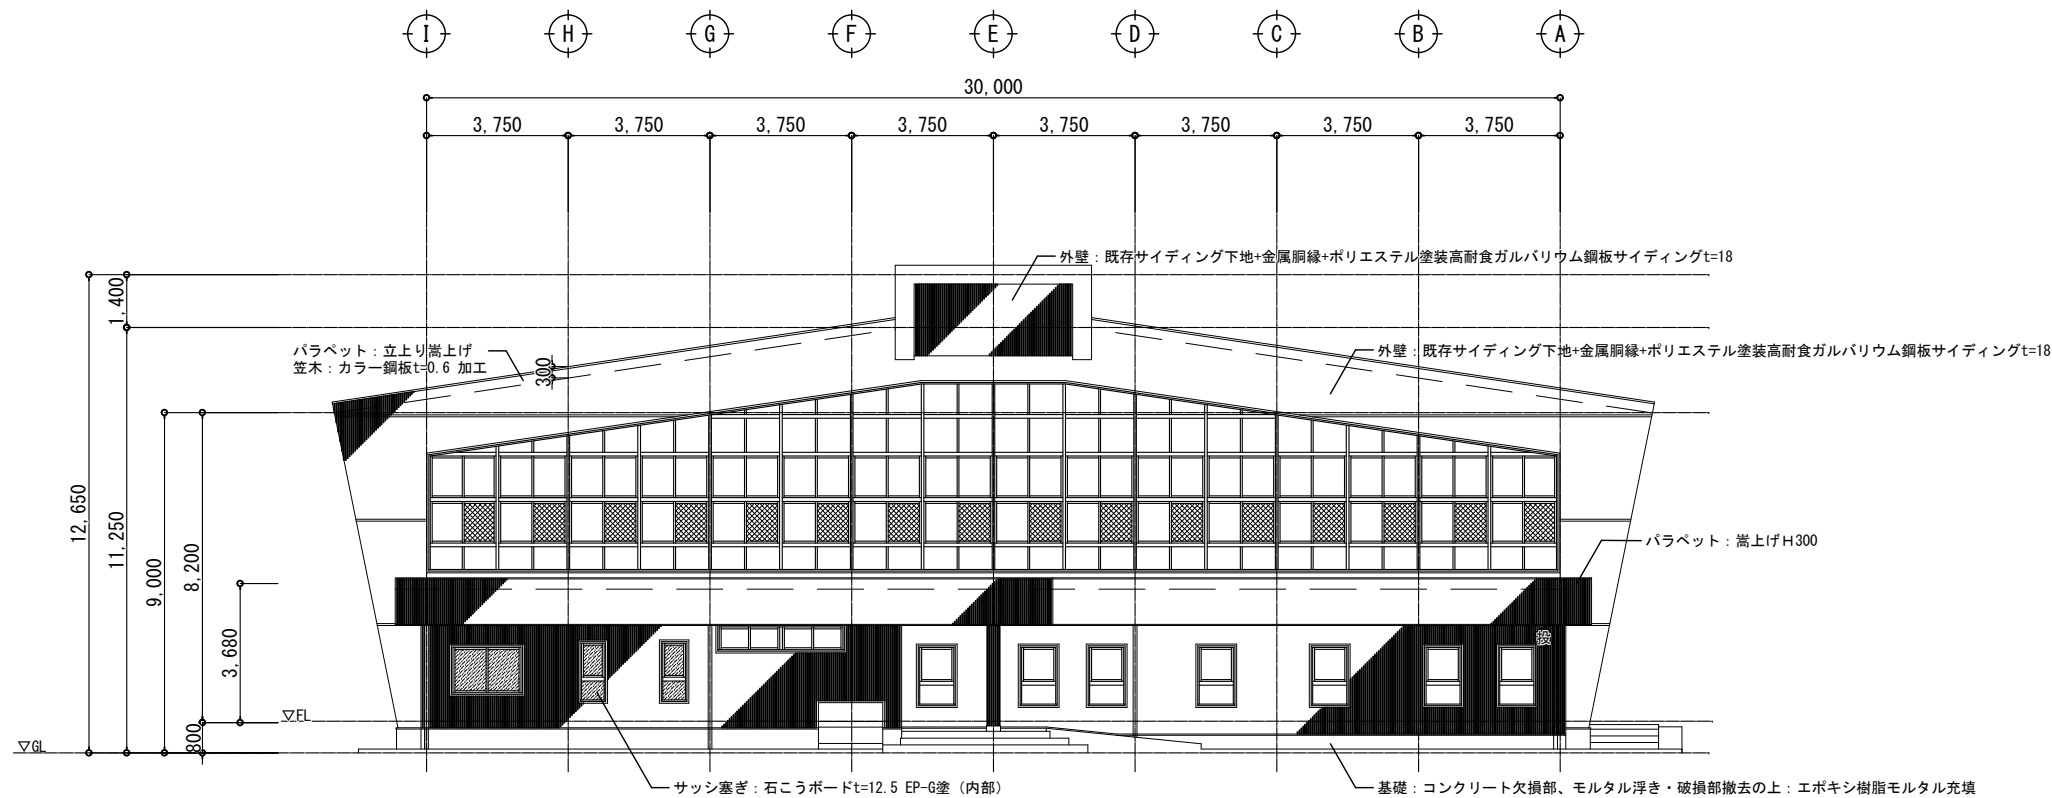 I H G F E D C B A
30,000
3,750 3,750 3,750 3,750 3,750 3,750 3,750 3,750
外壁：既存サイディング下地+金属胴縁+ポリエステル塗装高耐食ガルバリウム鋼板サイディングt=18
1,400
パラペット：立上り嵩上げ
笠木：カラー鋼板t=0.6 加工
300
外壁：既存サイディング下地+金属胴縁+ポリエステル塗装高耐食ガルバリウム鋼板サイディングt=18
12,650
11,250
9,000
8,200
パラペット：嵩上げH300
3,680
投
▽FL
800
▽GL
サッシ塞ぎ：石こうボードt=12.5 EP-G塗（内部）
基礎：コンクリート欠損部、モルタル浮き・破損部撤去の上：エポキシ樹脂モルタル充填